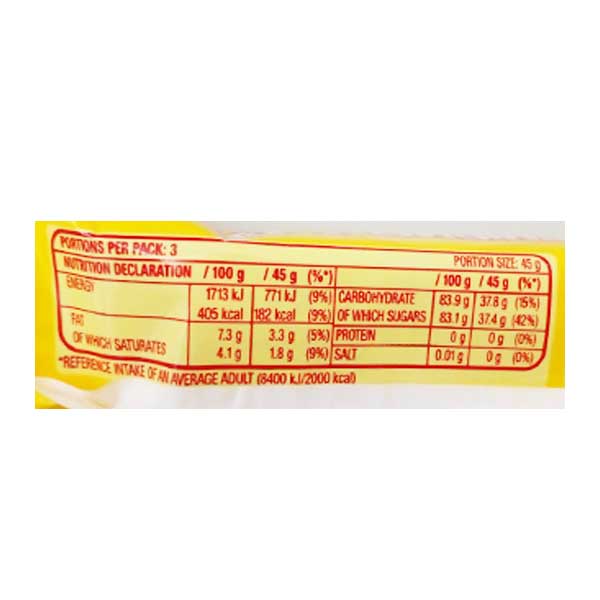 PORTIONS PER PACK: 3 PORTION SIZE: 45 g
NUTRITION DECLARATION / 100 g / 45 g (%*) / 100 g / 45 g (%*)
ENERGY 1713 kJ 771 kJ (9%) CARBOHYDRATE 83.9 g 37.8 g (15%)
405 kcal 182 kcal (9%) OF WHICH SUGARS 83.1 g 37.4 g (42%)
FAT 7.3 g 3.3 g (5%) PROTEIN 0 g 0 g (0%)
OF WHICH SATURATES 4.1 g 1.8 g (9%) SALT 0.01 g 0 g (0%)
*REFERENCE INTAKE OF AN AVERAGE ADULT (8400 kJ/2000 kcal)